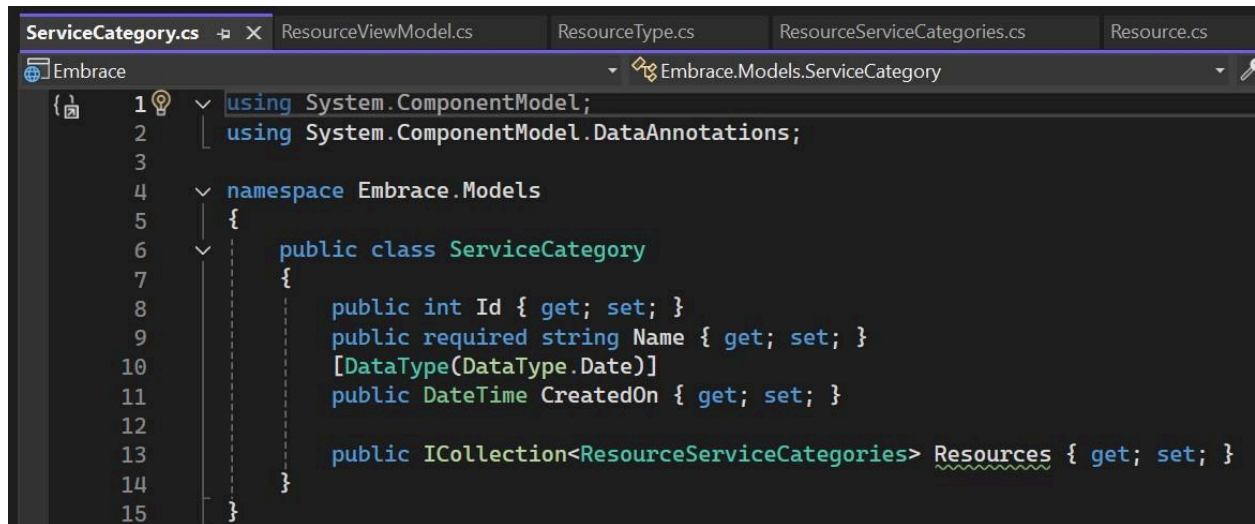 ServiceCategory.cs ResourceViewModel.cs ResourceType.cs ResourceServiceCategories.cs Resource.cs
Embrace Embrace.Models.ServiceCategory
1 using System.ComponentModel;
2 using System.ComponentModel.DataAnnotations;
3
4 namespace Embrace.Models
5 {
6 public class ServiceCategory
7 {
8 public int Id { get; set; }
9 public required string Name { get; set; }
10 [DataType(DataType.Date)]
11 public DateTime CreatedOn { get; set; }
12
13 public ICollection<ResourceServiceCategories> Resources { get; set; }
14 }
15 }